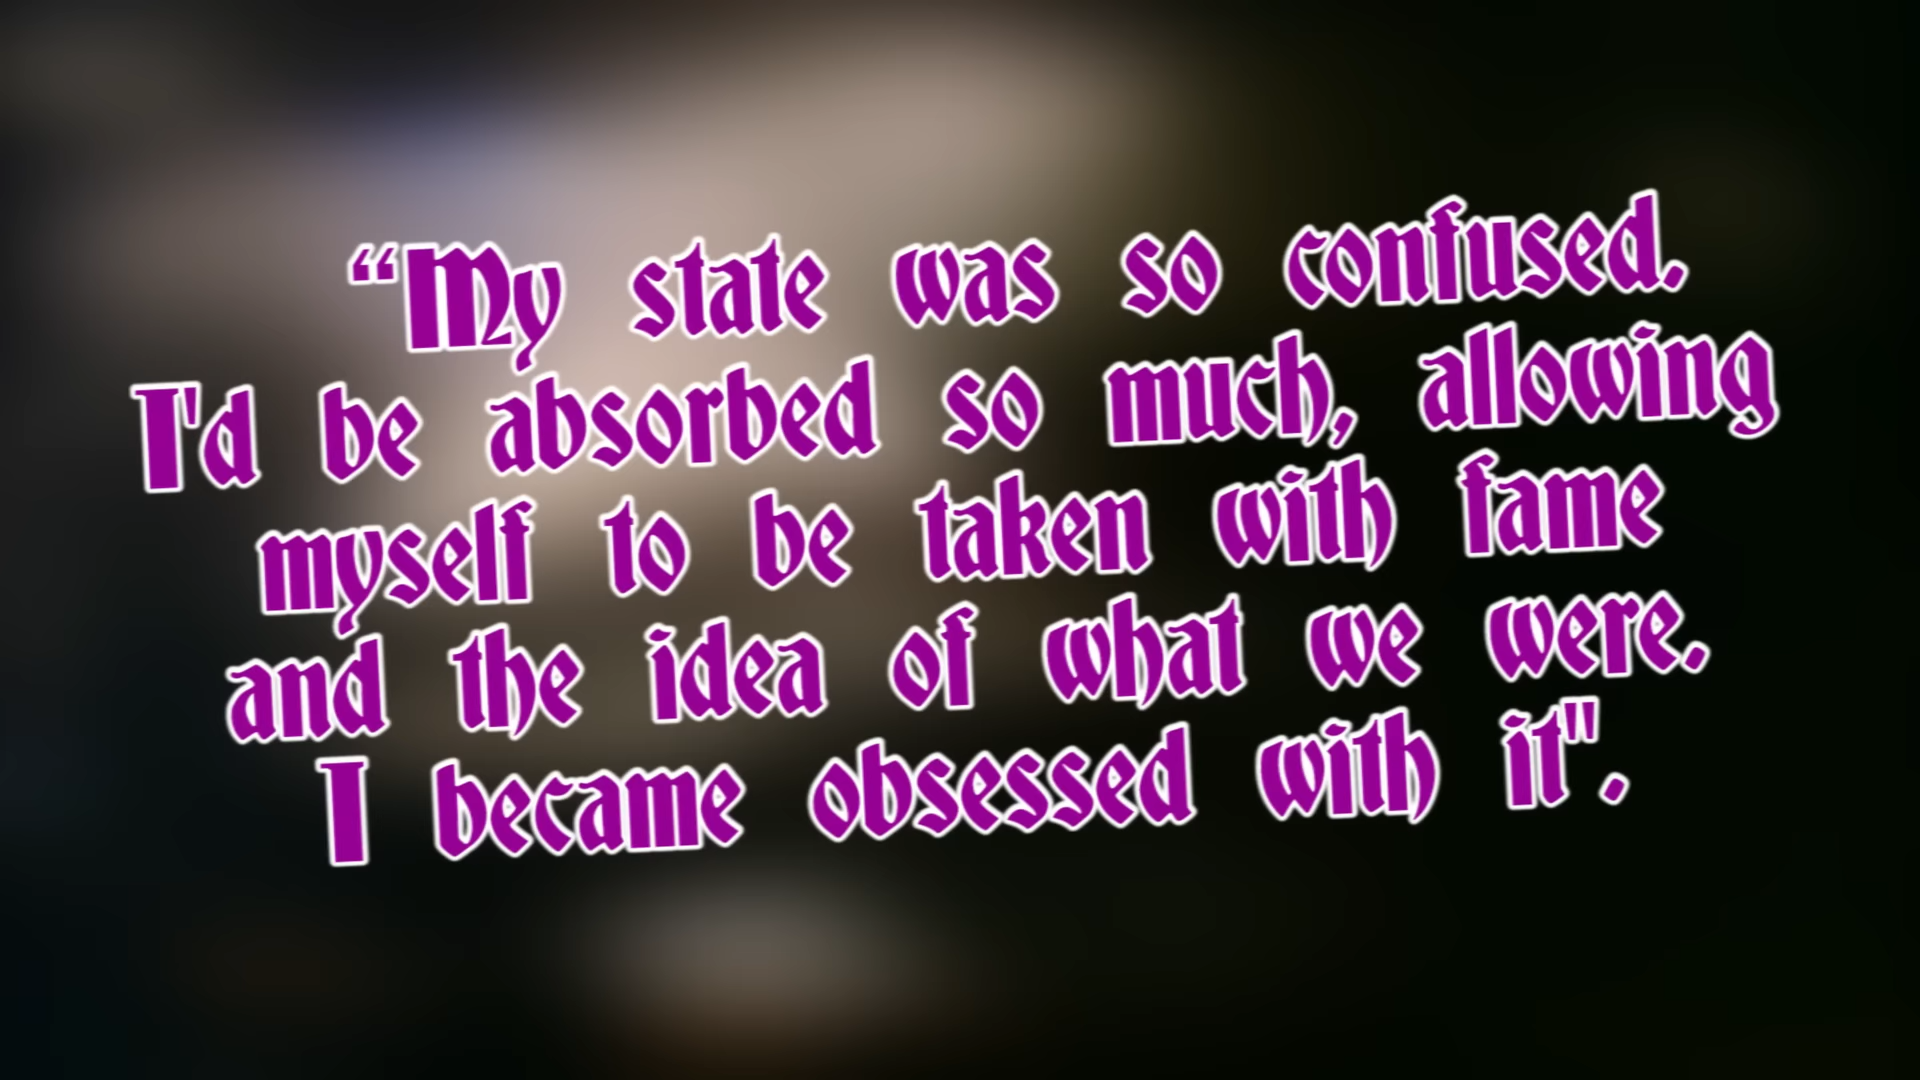 “My state was so confused.
I'd be absorbed so much, allowing
myself to be taken with fame
and the idea of what we were.
I became obsessed with it".